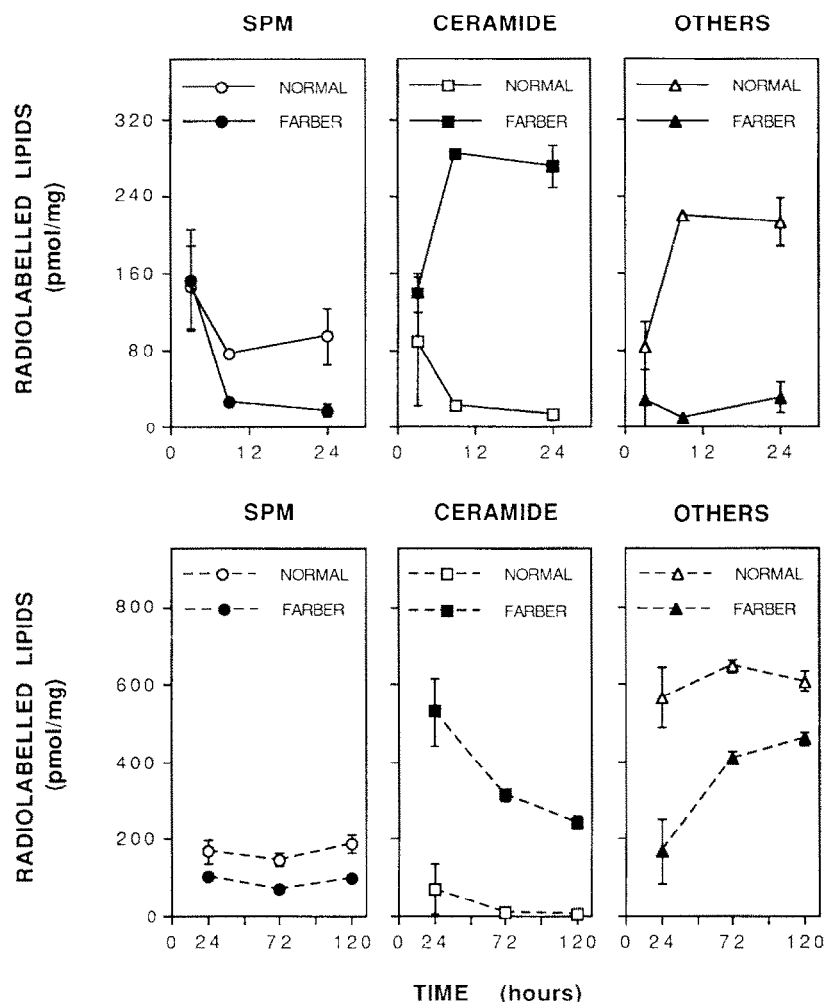 SPM CERAMIDE OTHERS
NORMAL NORMAL NORMAL
FARBER FARBER FARBER
RADIOLABELLED LIPIDS
(pmol/mg)
320
240
160
80
0
0 12 24 0 12 24 0 12 24
SPM CERAMIDE OTHERS
NORMAL NORMAL NORMAL
FARBER FARBER FARBER
RADIOLABELLED LIPIDS
(pmol/mg)
800
600
400
200
0
0 24 72 120 0 24 72 120 0 24 72 120
TIME (hours)